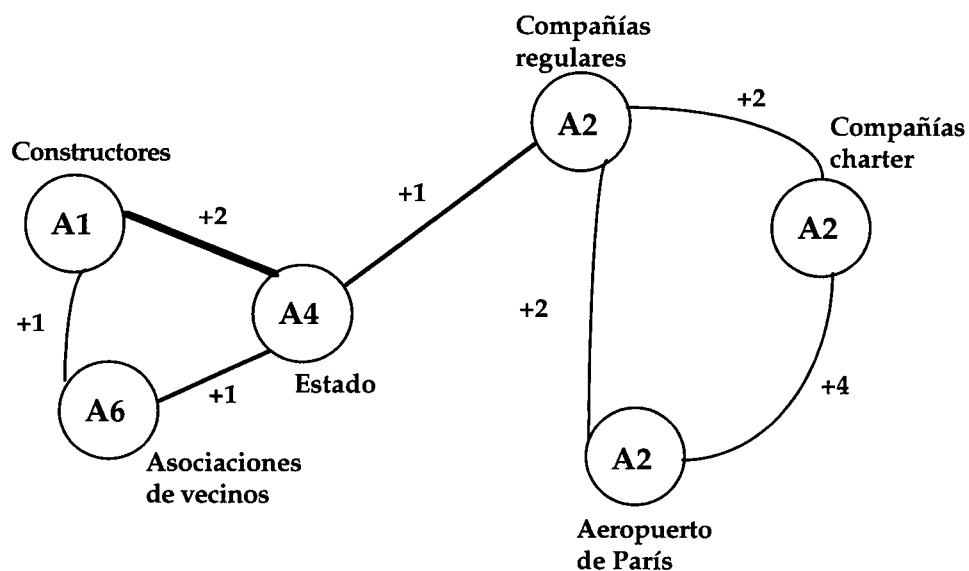 Compañías
regulares
A2
+2
Compañías
charter
A2
Constructores
A1
+2
+1
+1
A4
Estado
+2
A6
+1
Asociaciones
de vecinos
+4
A2
Aeropuerto
de París